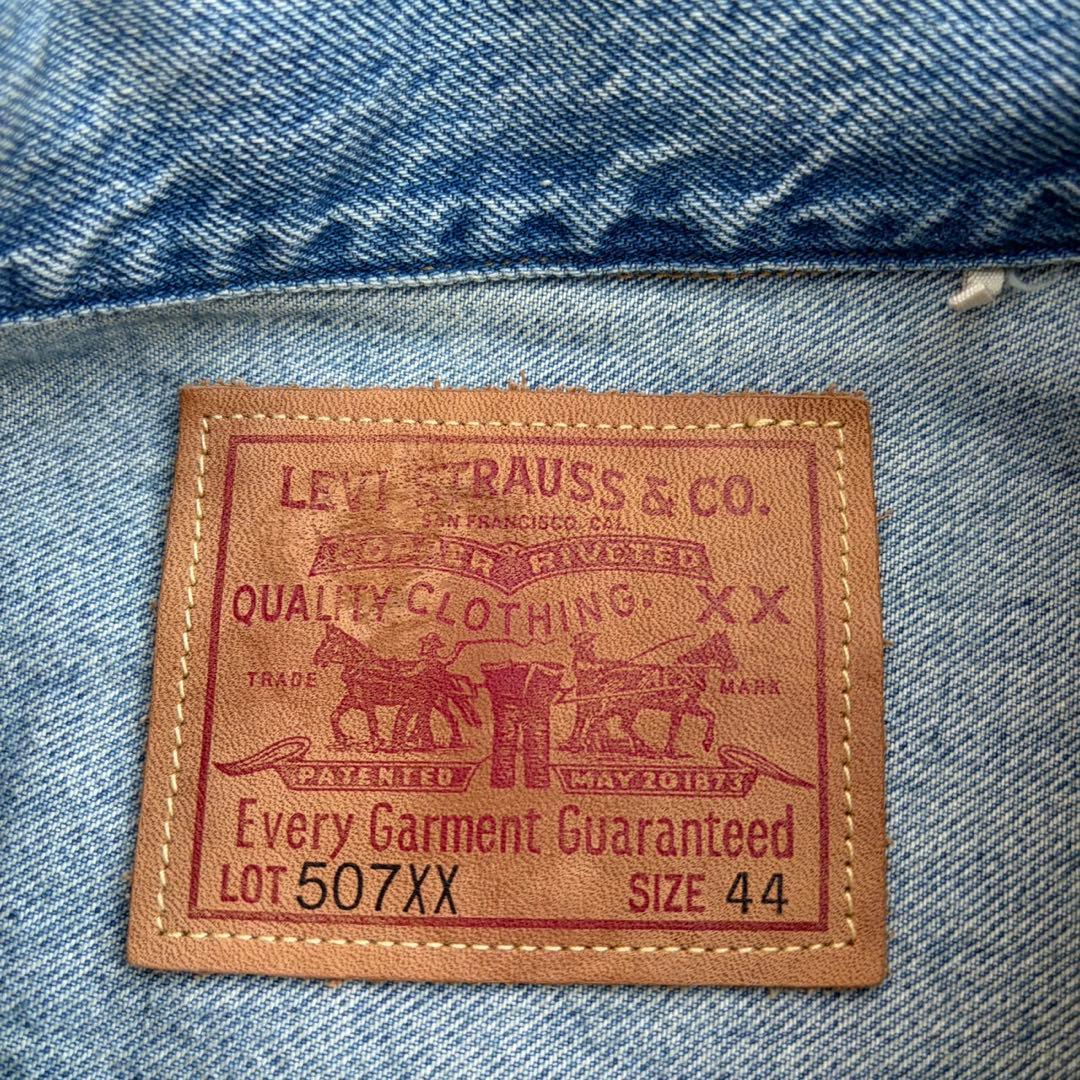 LEVI STRAUSS & CO.
SAN FRANCISCO, CAL.
COPPER RIVETED
QUALITY CLOTHING. XX
TRADE MARK
PATENTED MAY 20 1873
Every Garment Guaranteed
LOT 507XX SIZE 44